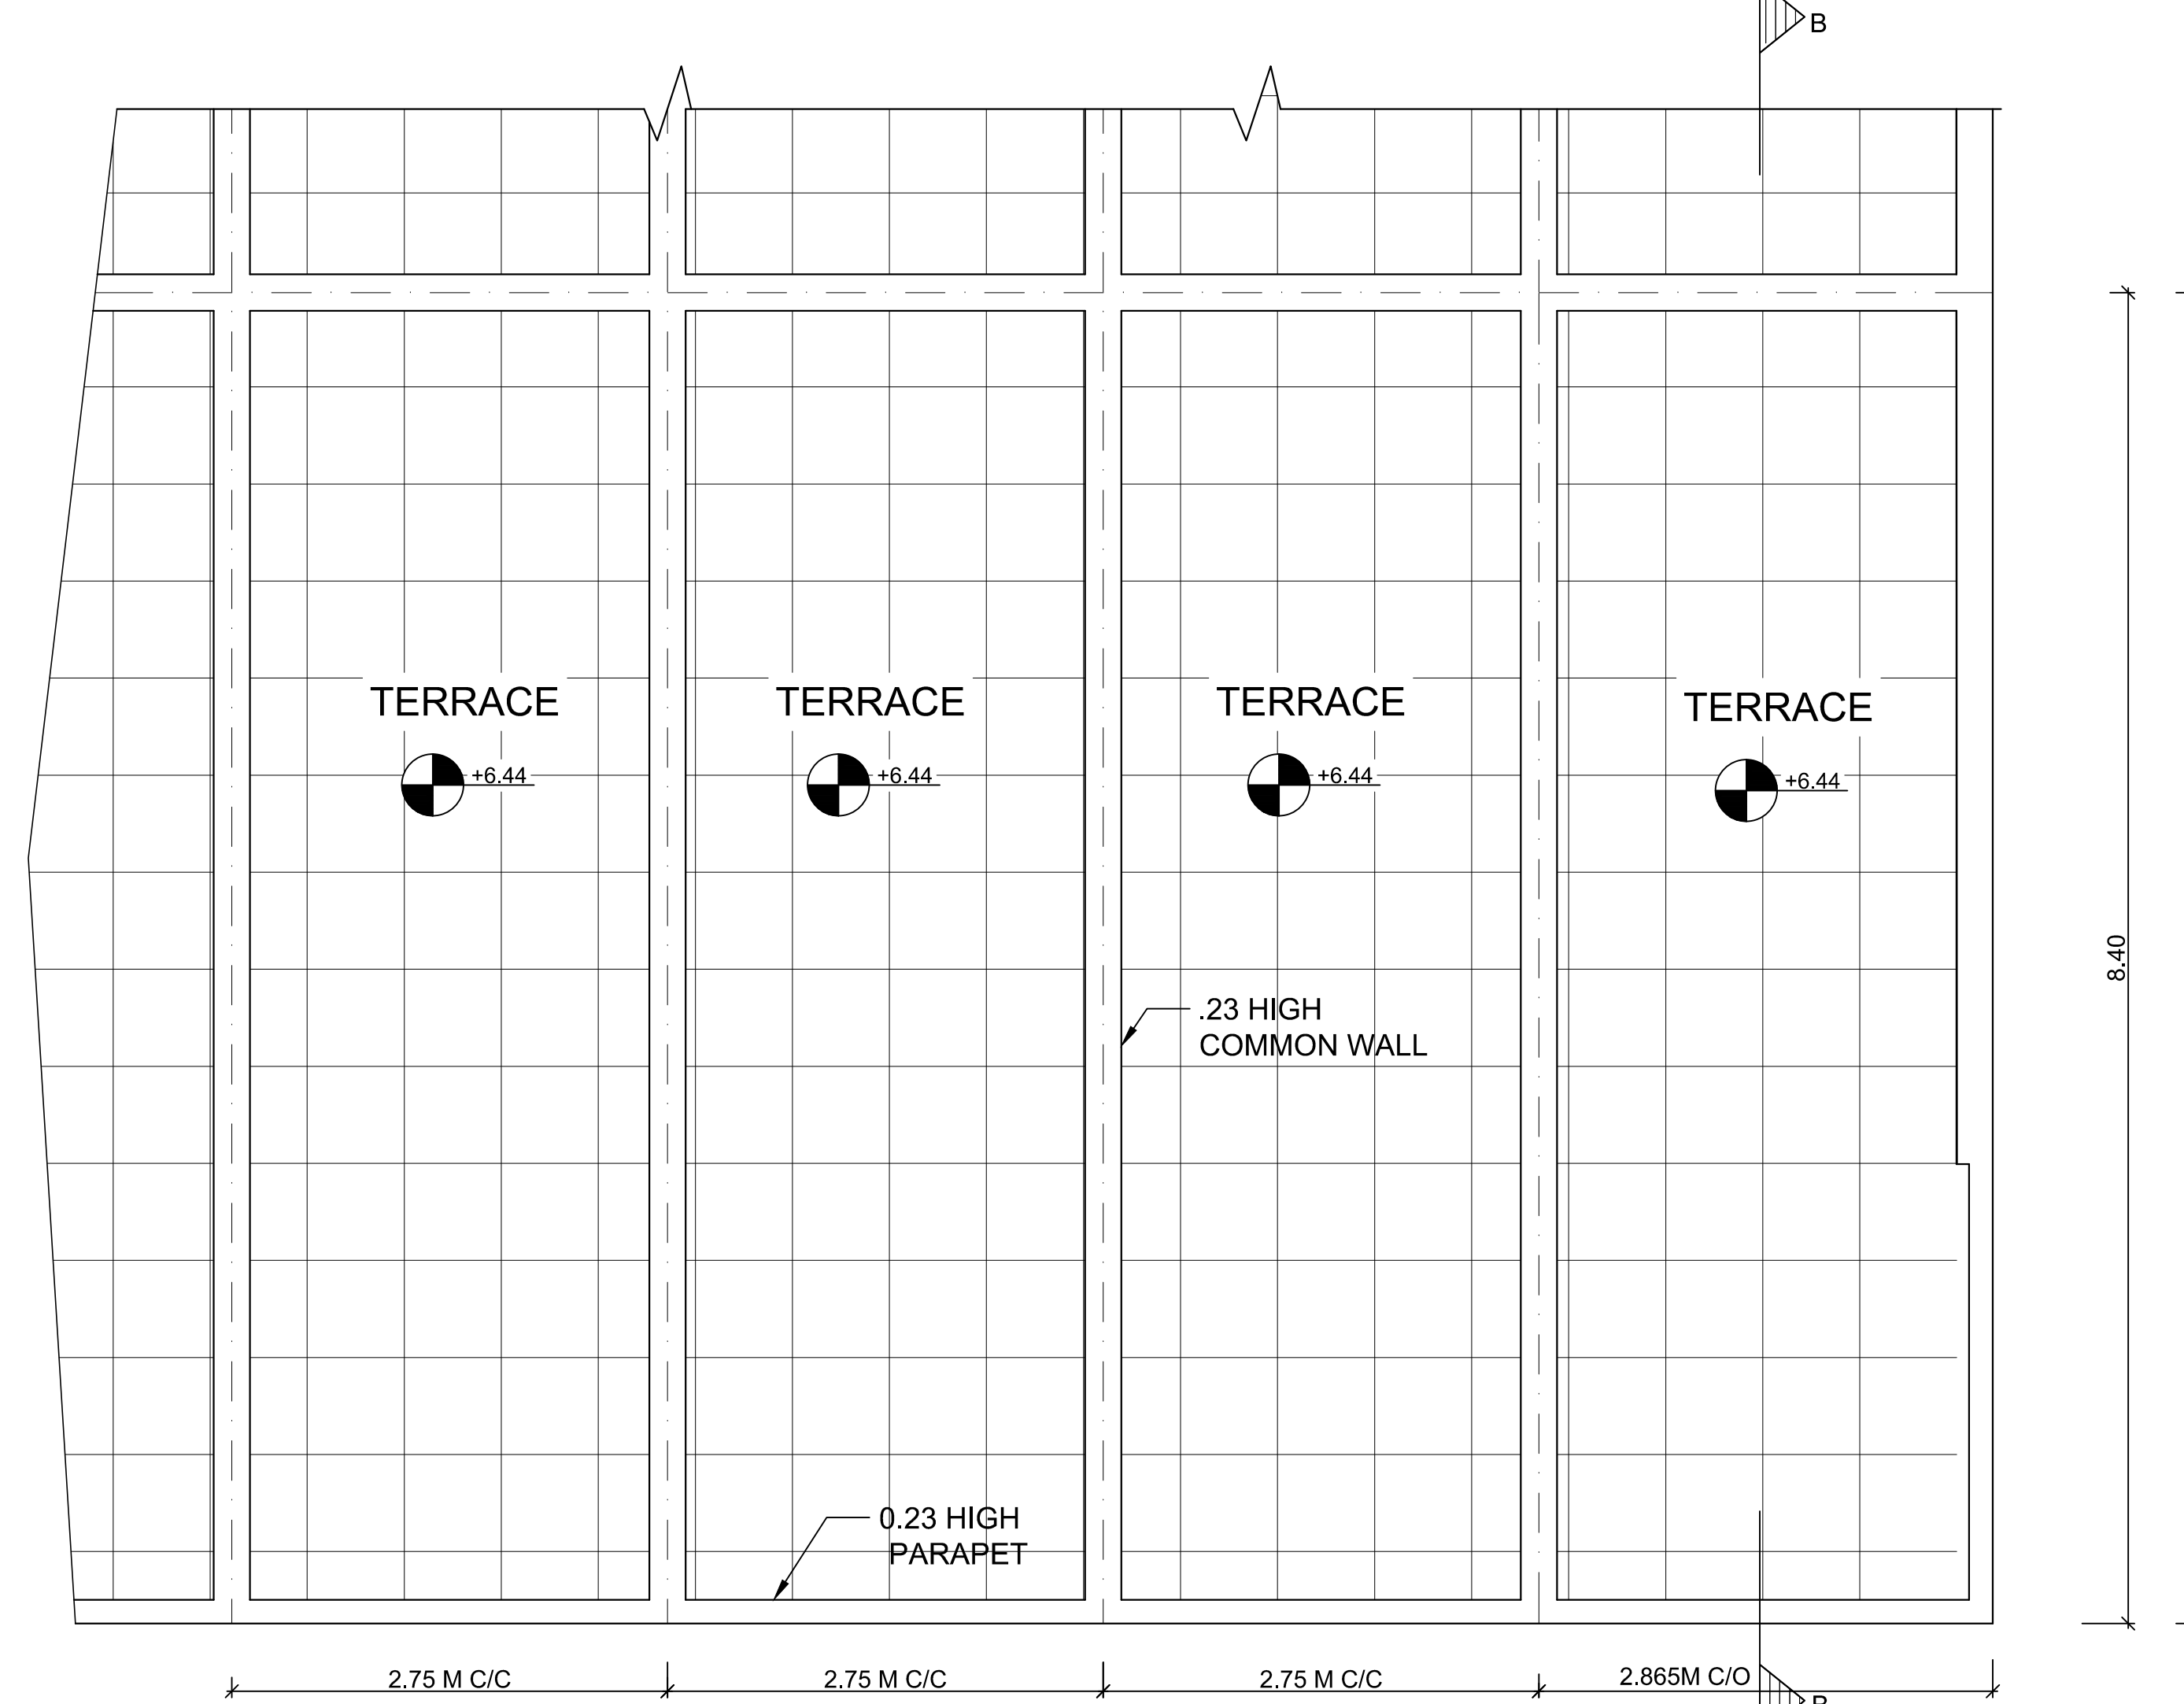 B
TERRACE
TERRACE
TERRACE
TERRACE
+6.44
+6.44
+6.44
+6.44
8.40
.23 HIGH
COMMON WALL
0.23 HIGH
PARAPET
2.75 M C/C
2.75 M C/C
2.75 M C/C
2.865M C/O
B